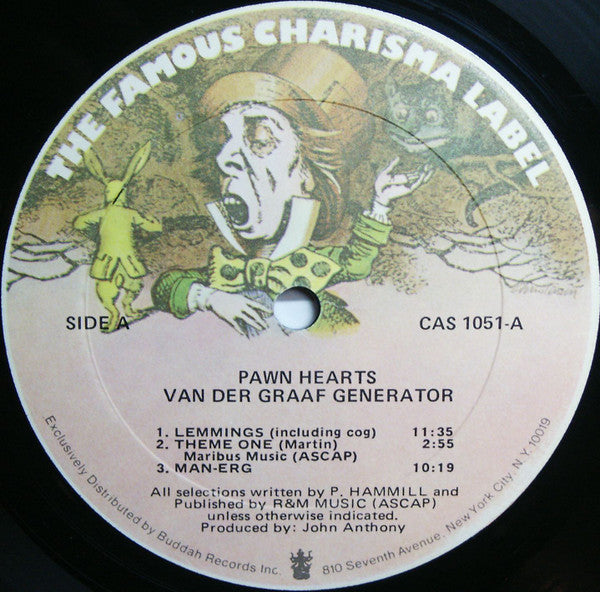 THE FAMOUS CHARISMA LABEL
SIDE A
CAS 1051-A
PAWN HEARTS
VAN DER GRAAF GENERATOR
1. LEMMINGS (including cog) 11:35
2. THEME ONE (Martin) 2:55
Maribus Music (ASCAP)
3. MAN-ERG 10:19
All selections written by P. HAMMILL and
Published by R&M MUSIC (ASCAP)
unless otherwise indicated.
Produced by: John Anthony
Exclusively Distributed by Buddah Records Inc. 810 Seventh Avenue, New York City, N.Y. 10019